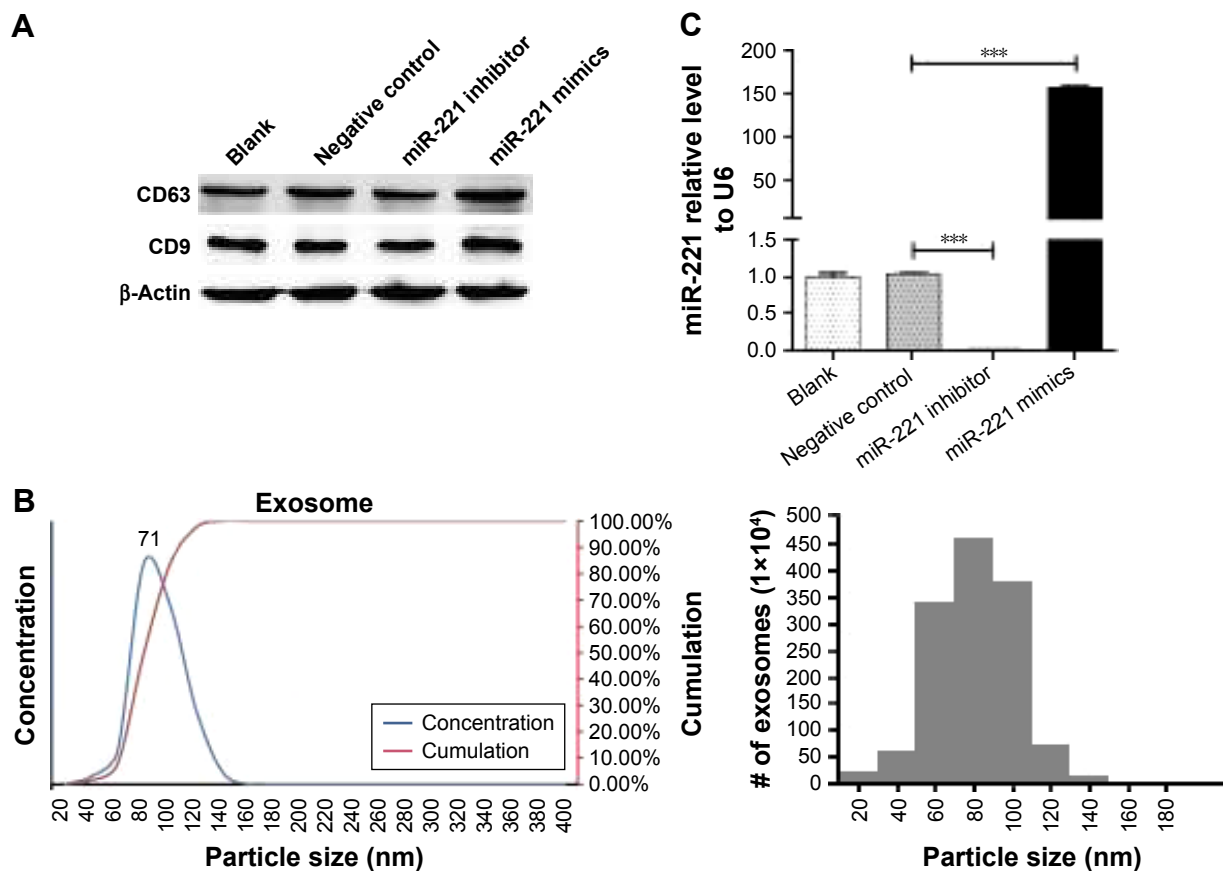 A
Blank
Negative control
miR-221 inhibitor
miR-221 mimics
CD63
CD9
β-Actin
C
miR-221 relative level
to U6
200
150
100
50
1.5
1.0
0.5
0.0
***
***
Blank
Negative control
miR-221 inhibitor
miR-221 mimics
B
Exosome
71
Concentration
Cumulation
100.00%
90.00%
80.00%
70.00%
60.00%
50.00%
40.00%
30.00%
20.00%
10.00%
0.00%
Concentration
Cumulation
20 40 60 80 100 120 140 160 180 200 220 240 260 280 300 320 340 360 380 400
Particle size (nm)
# of exosomes (1×10⁴)
500
450
400
350
300
250
200
150
100
50
0
20 40 60 80 100 120 140 160 180
Particle size (nm)